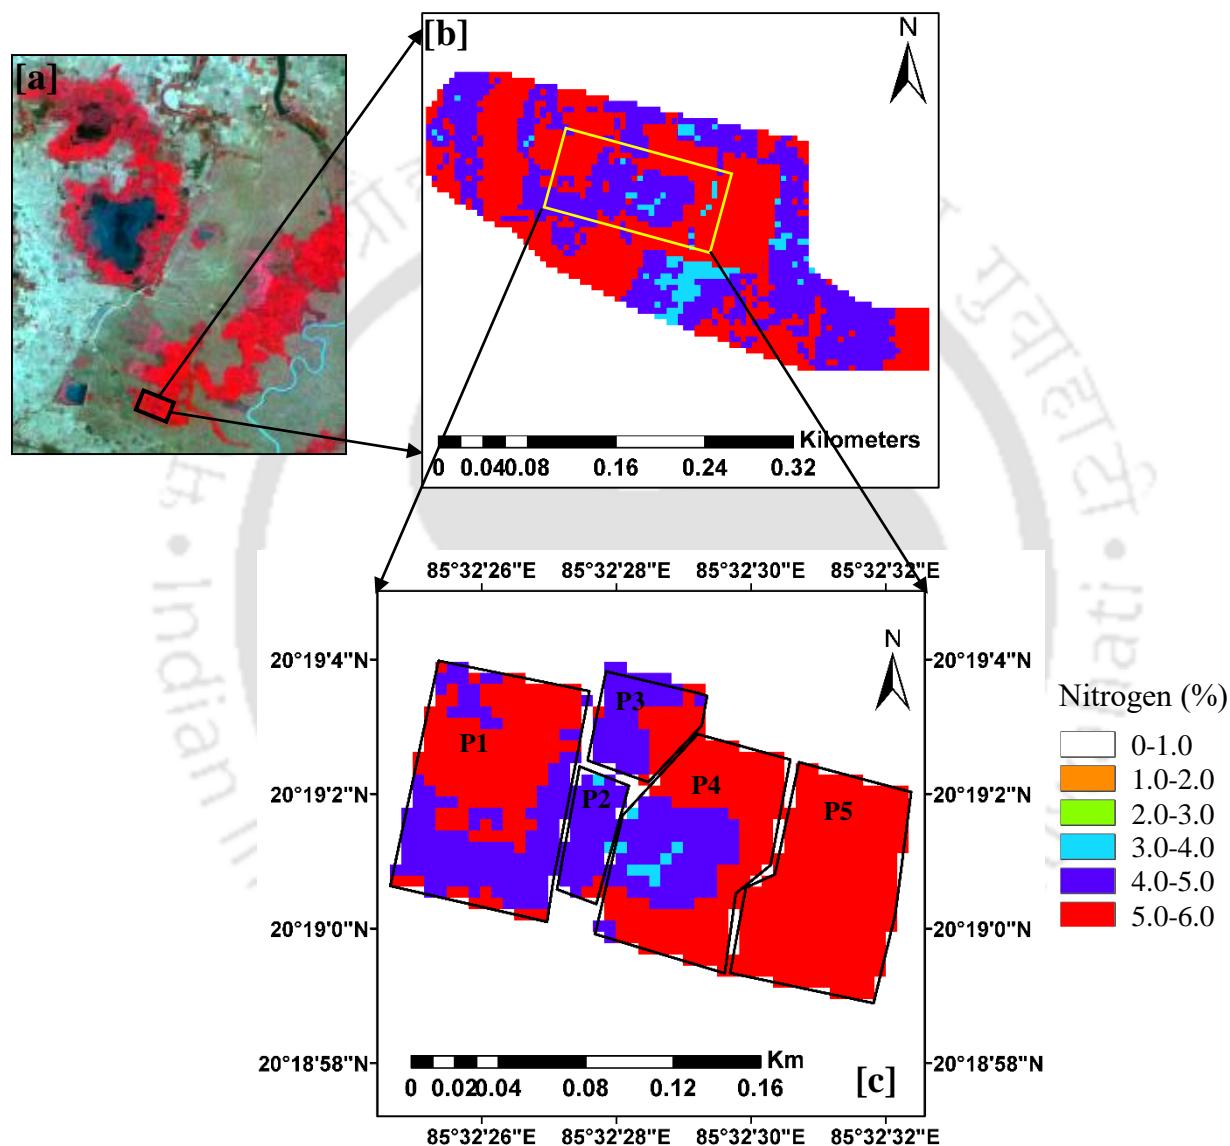 [a]
[b]
N
Kilometers
0 0.04 0.08 0.16 0.24 0.32
85°32'26"E 85°32'28"E 85°32'30"E 85°32'32"E
20°19'4"N 20°19'4"N
20°19'2"N 20°19'2"N
20°19'0"N 20°19'0"N
20°18'58"N 20°18'58"N
N
P1
P2
P3
P4
P5
Km
0 0.02 0.04 0.08 0.12 0.16
[c]
85°32'26"E 85°32'28"E 85°32'30"E 85°32'32"E
Nitrogen (%)
0-1.0
1.0-2.0
2.0-3.0
3.0-4.0
4.0-5.0
5.0-6.0
Indian